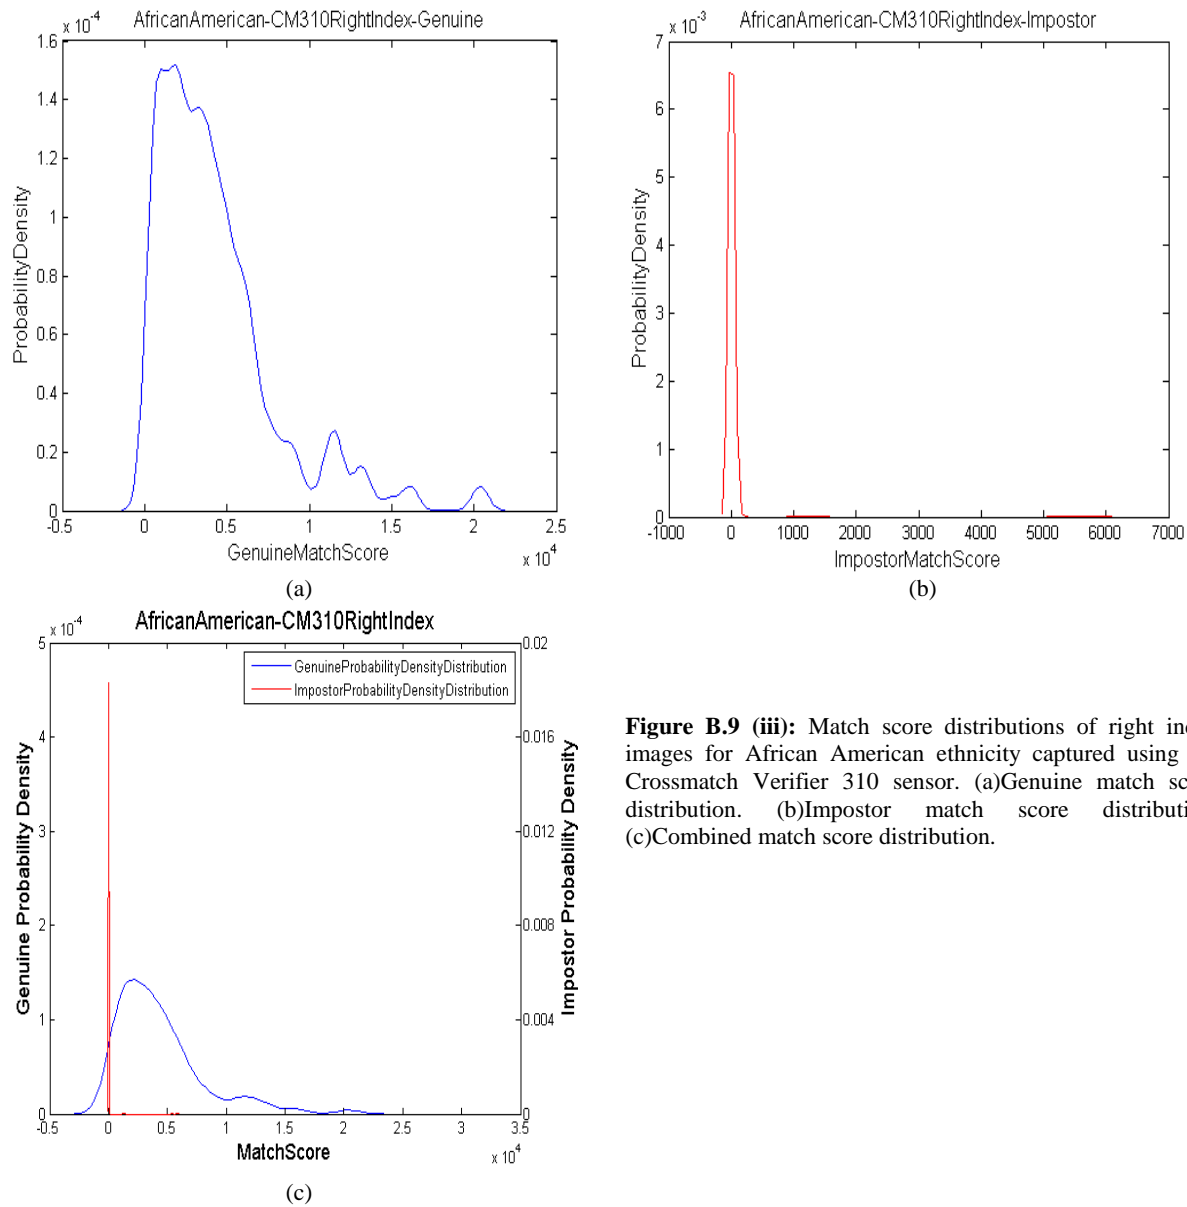 AfricanAmerican-CM310RightIndex-Genuine
x 10-4
1.6
1.4
1.2
1
0.8
0.6
0.4
0.2
0
ProbabilityDensity
-0.5 0 0.5 1 1.5 2 2.5
GenuineMatchScore
x 10 4
(a)
AfricanAmerican-CM310RightIndex-Impostor
x 10-3
7
6
5
4
3
2
1
0
ProbabilityDensity
-1000 0 1000 2000 3000 4000 5000 6000 7000
ImpostorMatchScore
(b)
AfricanAmerican-CM310RightIndex
x 10-4
5
4
3
2
1
0
Genuine Probability Density
GenuineProbabilityDensityDistribution
ImpostorProbabilityDensityDistribution
0.02
0.016
0.012
0.008
0.004
0
Impostor Probability Density
-0.5 0 0.5 1 1.5 2 2.5 3 3.5
MatchScore
x 10 4
(c)
Figure B.9 (iii): Match score distributions of right
images for African American ethnicity captured using
Crossmatch Verifier 310 sensor. (a)Genuine match
distribution. (b)Impostor match score
(c)Combined match score distribution.